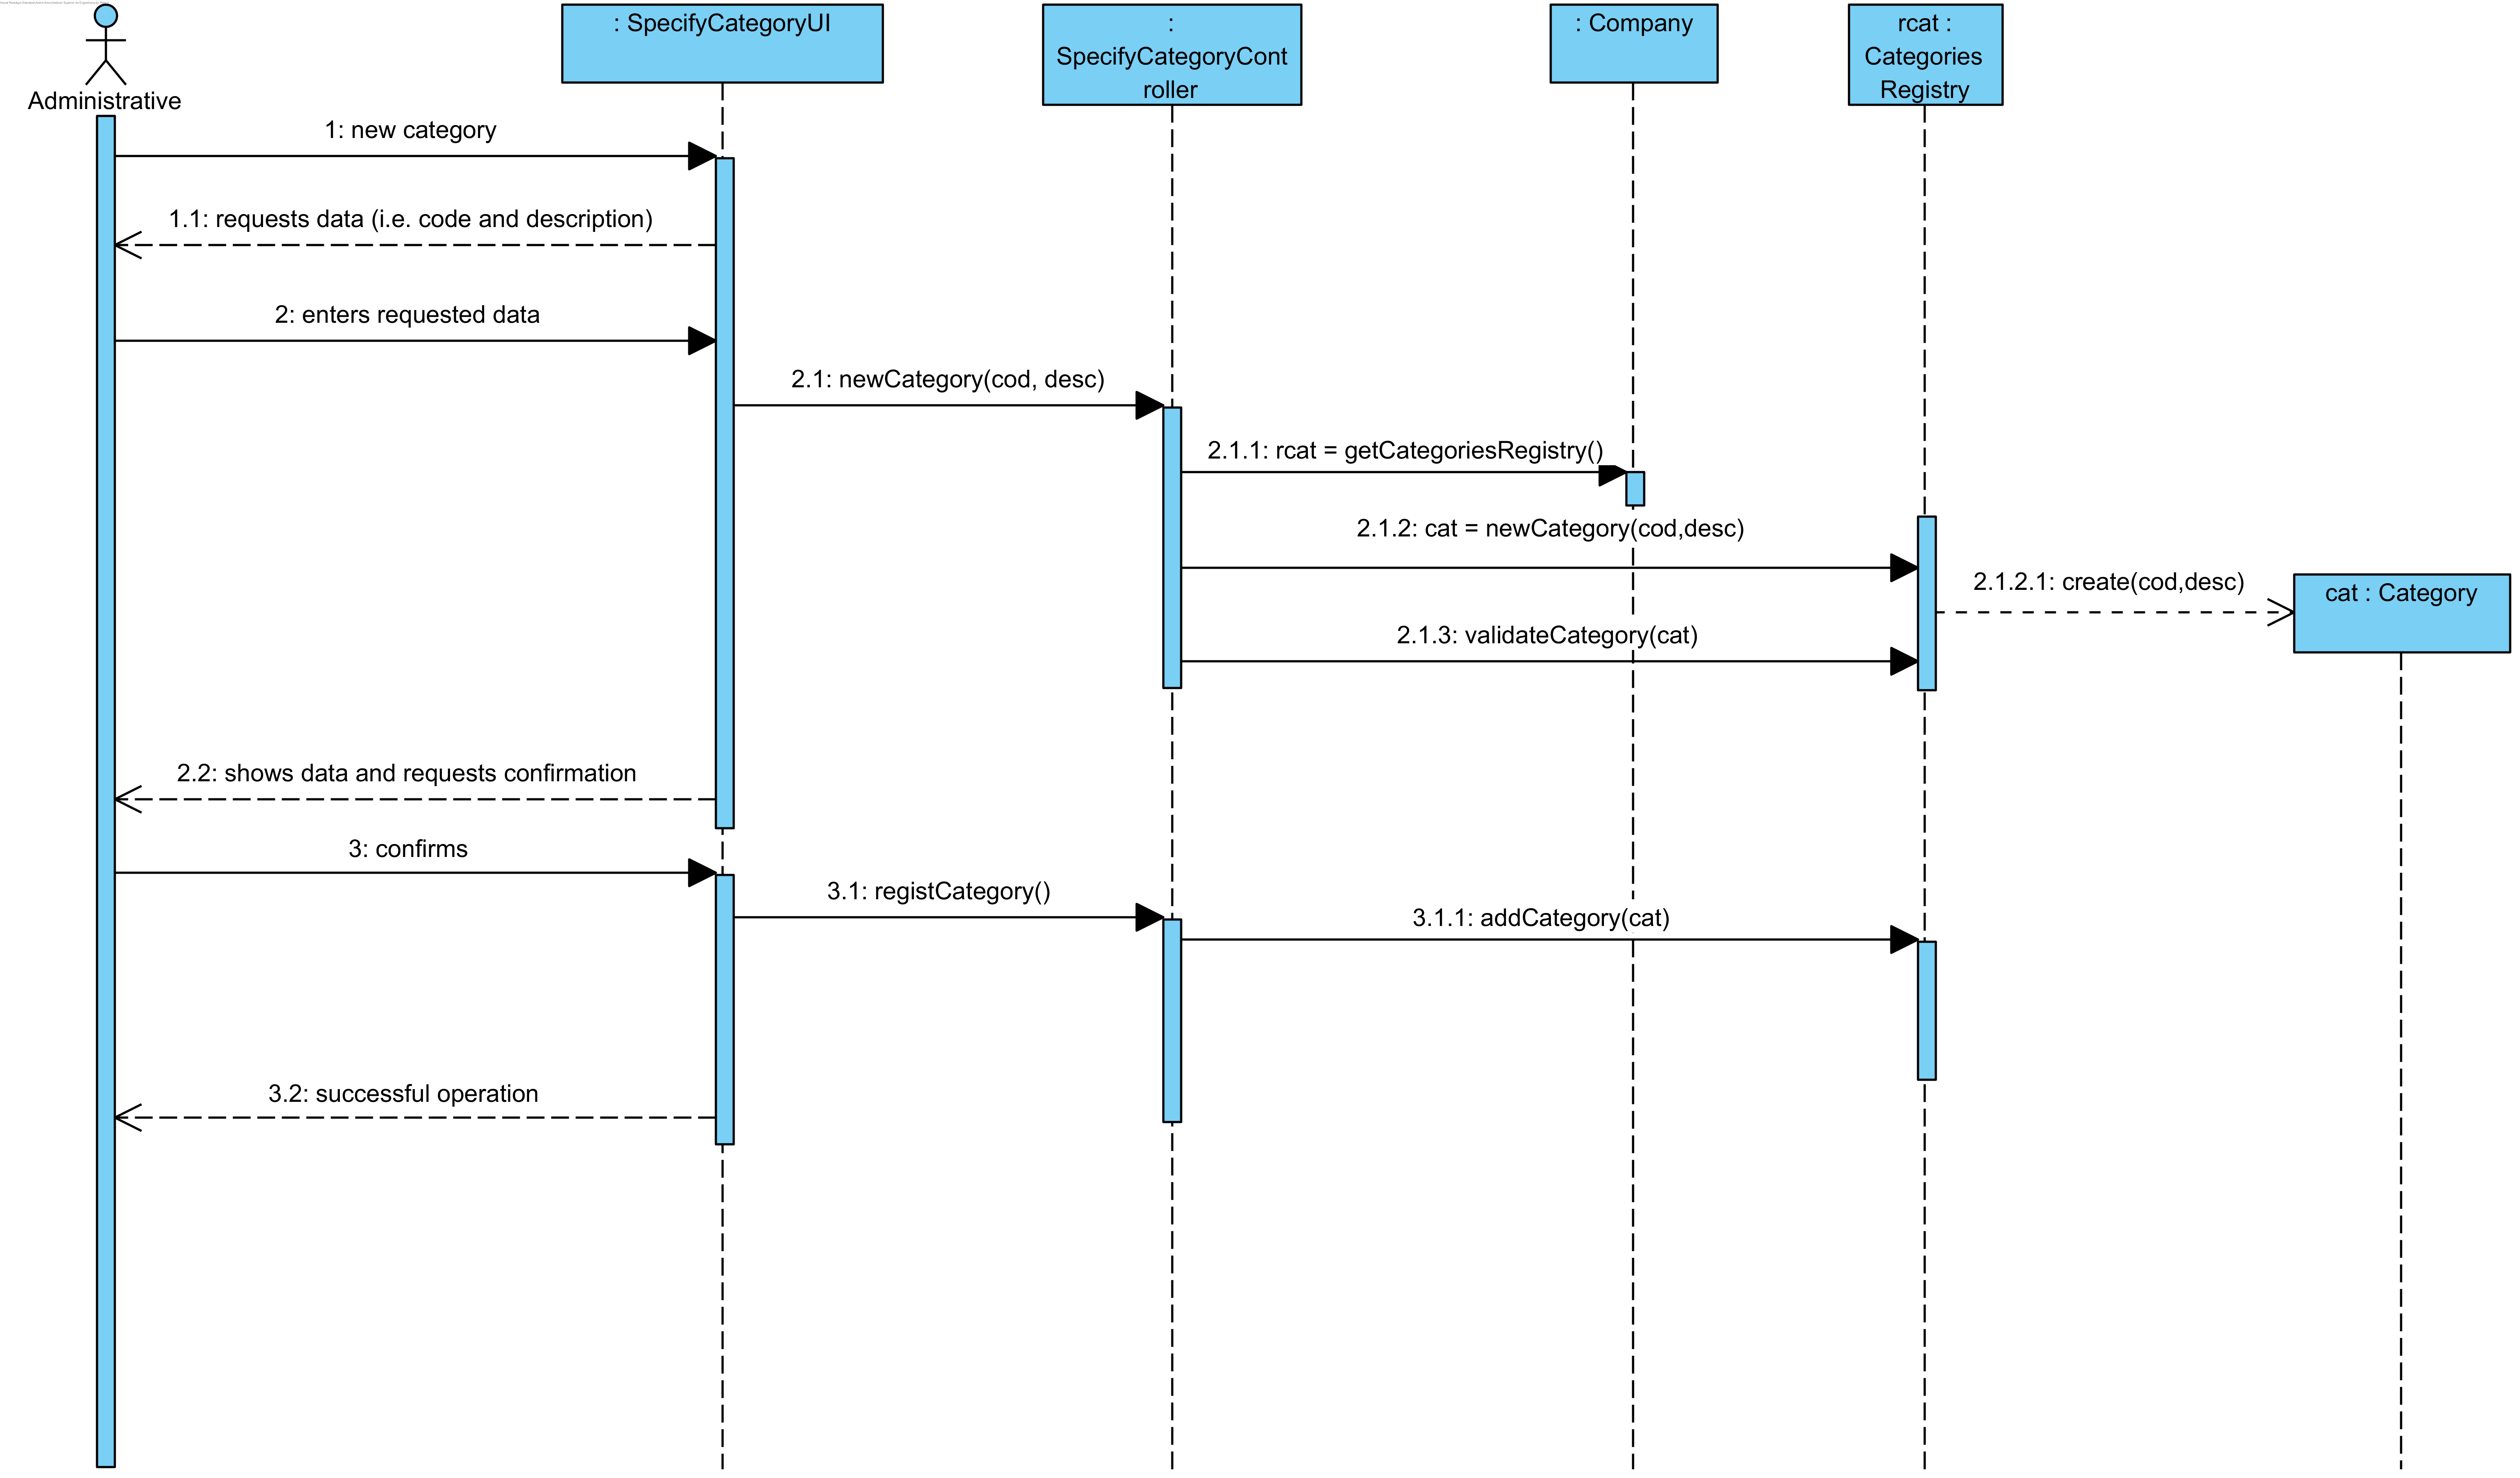 : SpecifyCategoryUI
:
SpecifyCategoryCont
roller
: Company
rcat :
Categories
Registry
Administrative
1: new category
1.1: requests data (i.e. code and description)
2: enters requested data
2.1: newCategory(cod, desc)
2.1.1: rcat = getCategoriesRegistry()
2.1.2: cat = newCategory(cod,desc)
2.1.2.1: create(cod,desc)
cat : Category
2.1.3: validateCategory(cat)
2.2: shows data and requests confirmation
3: confirms
3.1: registCategory()
3.1.1: addCategory(cat)
3.2: successful operation